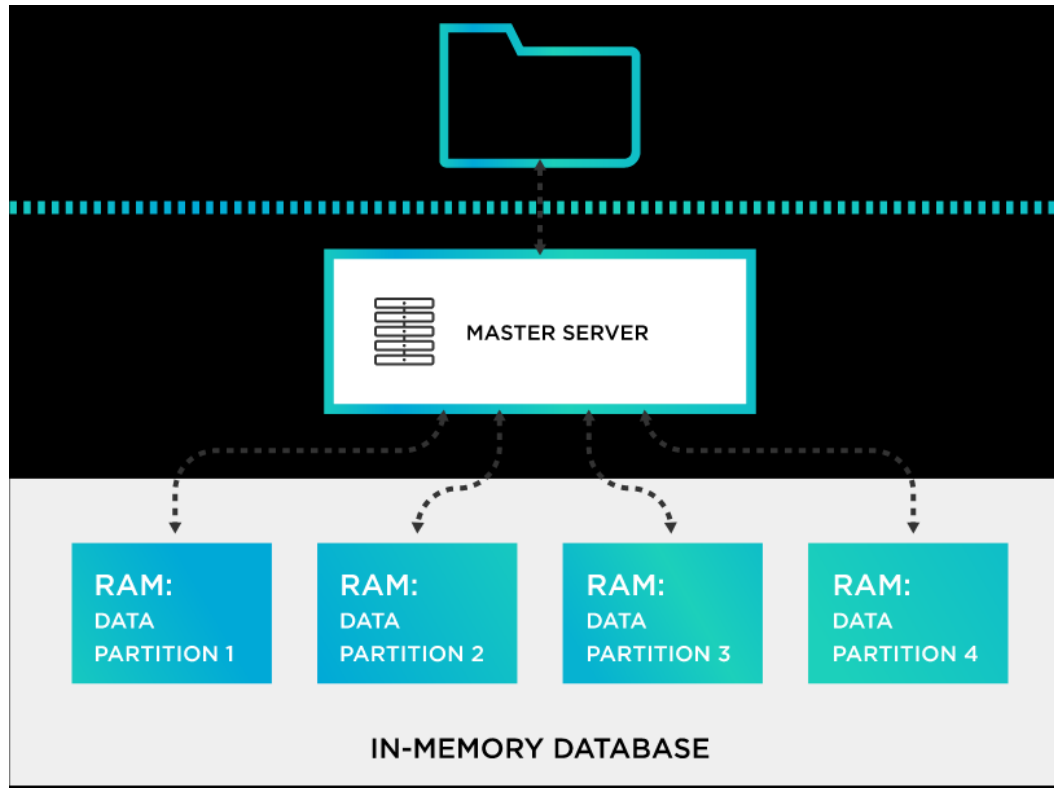 MASTER SERVER
RAM:
DATA
PARTITION 1
RAM:
DATA
PARTITION 2
RAM:
DATA
PARTITION 3
RAM:
DATA
PARTITION 4
IN-MEMORY DATABASE